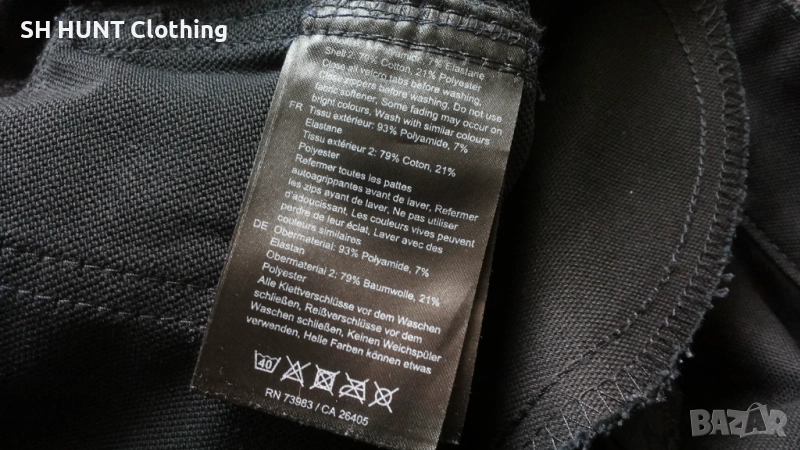 SH HUNT Clothing
7% Elastane
Shell 2: 79% Cotton, 21% Polyester
Close all velcro tabs before washing,
Close zippers before washing, Do not use
fabric softener, Some fading may occur on
bright colours, Wash with similar colours
FR Tissu extérieur: 93% Polyamide, 7%
Elastane
Tissu extérieur 2: 79% Coton, 21%
Polyester
Refermer toutes les pattes
autoagrippantes avant de laver, Refermer
les zips avant de laver, Ne pas utiliser
d'adoucissant. Les couleurs vives peuvent
perdre de leur éclat, Laver avec des
couleurs similaires
DE Obermaterial: 93% Polyamide, 7%
Elastan
Obermaterial 2: 79% Baumwolle, 21%
Polyester
Alle Klettverschlüsse vor dem Waschen
schließen, Reißverschlüsse vor dem
Waschen schließen, Keinen Weichspüler
verwenden, Helle Farben können etwas
40
RN 73983 / CA 26405
BAZAR